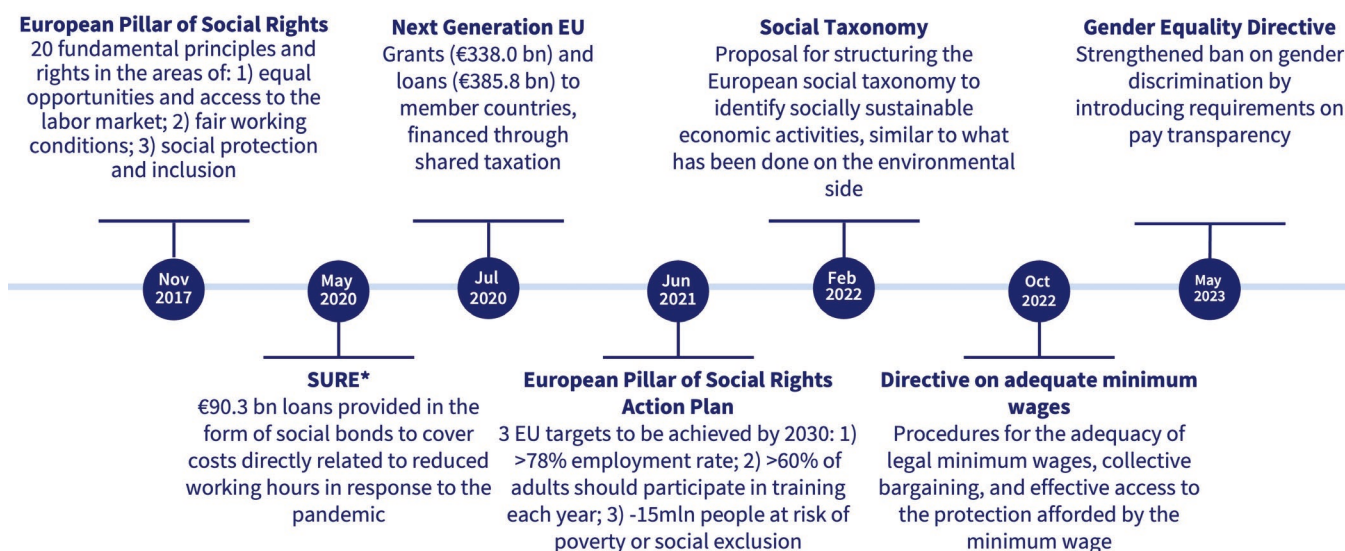 European Pillar of Social Rights
20 fundamental principles and
rights in the areas of: 1) equal
opportunities and access to the
labor market; 2) fair working
conditions; 3) social protection
and inclusion
Next Generation EU
Grants (€338.0 bn) and
loans (€385.8 bn) to
member countries,
financed through
shared taxation
Social Taxonomy
Proposal for structuring the
European social taxonomy to
identify socially sustainable
economic activities, similar to what
has been done on the environmental
side
Gender Equality Directive
Strengthened ban on gender
discrimination by
introducing requirements on
pay transparency
Nov
2017
May
2020
Jul
2020
Jun
2021
Feb
2022
Oct
2022
May
2023
SURE*
€90.3 bn loans provided in the
form of social bonds to cover
costs directly related to reduced
working hours in response to the
pandemic
European Pillar of Social Rights
Action Plan
3 EU targets to be achieved by 2030: 1)
>78% employment rate; 2) >60% of
adults should participate in training
each year; 3) -15mln people at risk of
poverty or social exclusion
Directive on adequate minimum
wages
Procedures for the adequacy of
legal minimum wages, collective
bargaining, and effective access to
the protection afforded by the
minimum wage